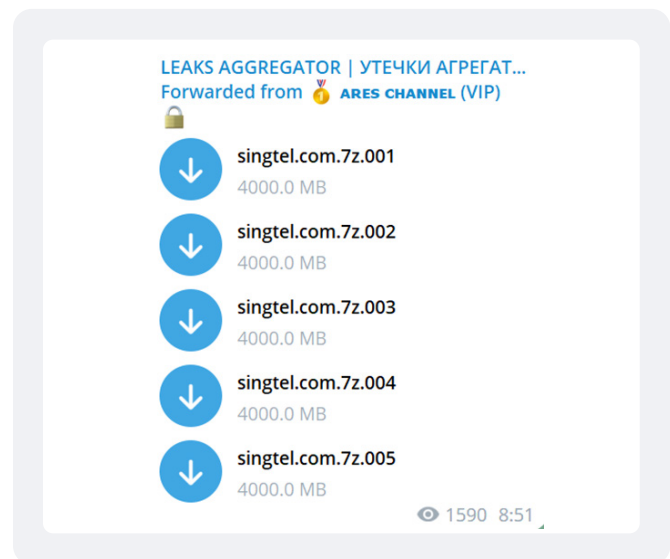 LEAKS AGGREGATOR | УТЕЧКИ АГРЕГАТ...
Forwarded from 🥇 ARES CHANNEL (VIP)
🔒
singtel.com.7z.001
4000.0 MB
singtel.com.7z.002
4000.0 MB
singtel.com.7z.003
4000.0 MB
singtel.com.7z.004
4000.0 MB
singtel.com.7z.005
4000.0 MB
1590 8:51